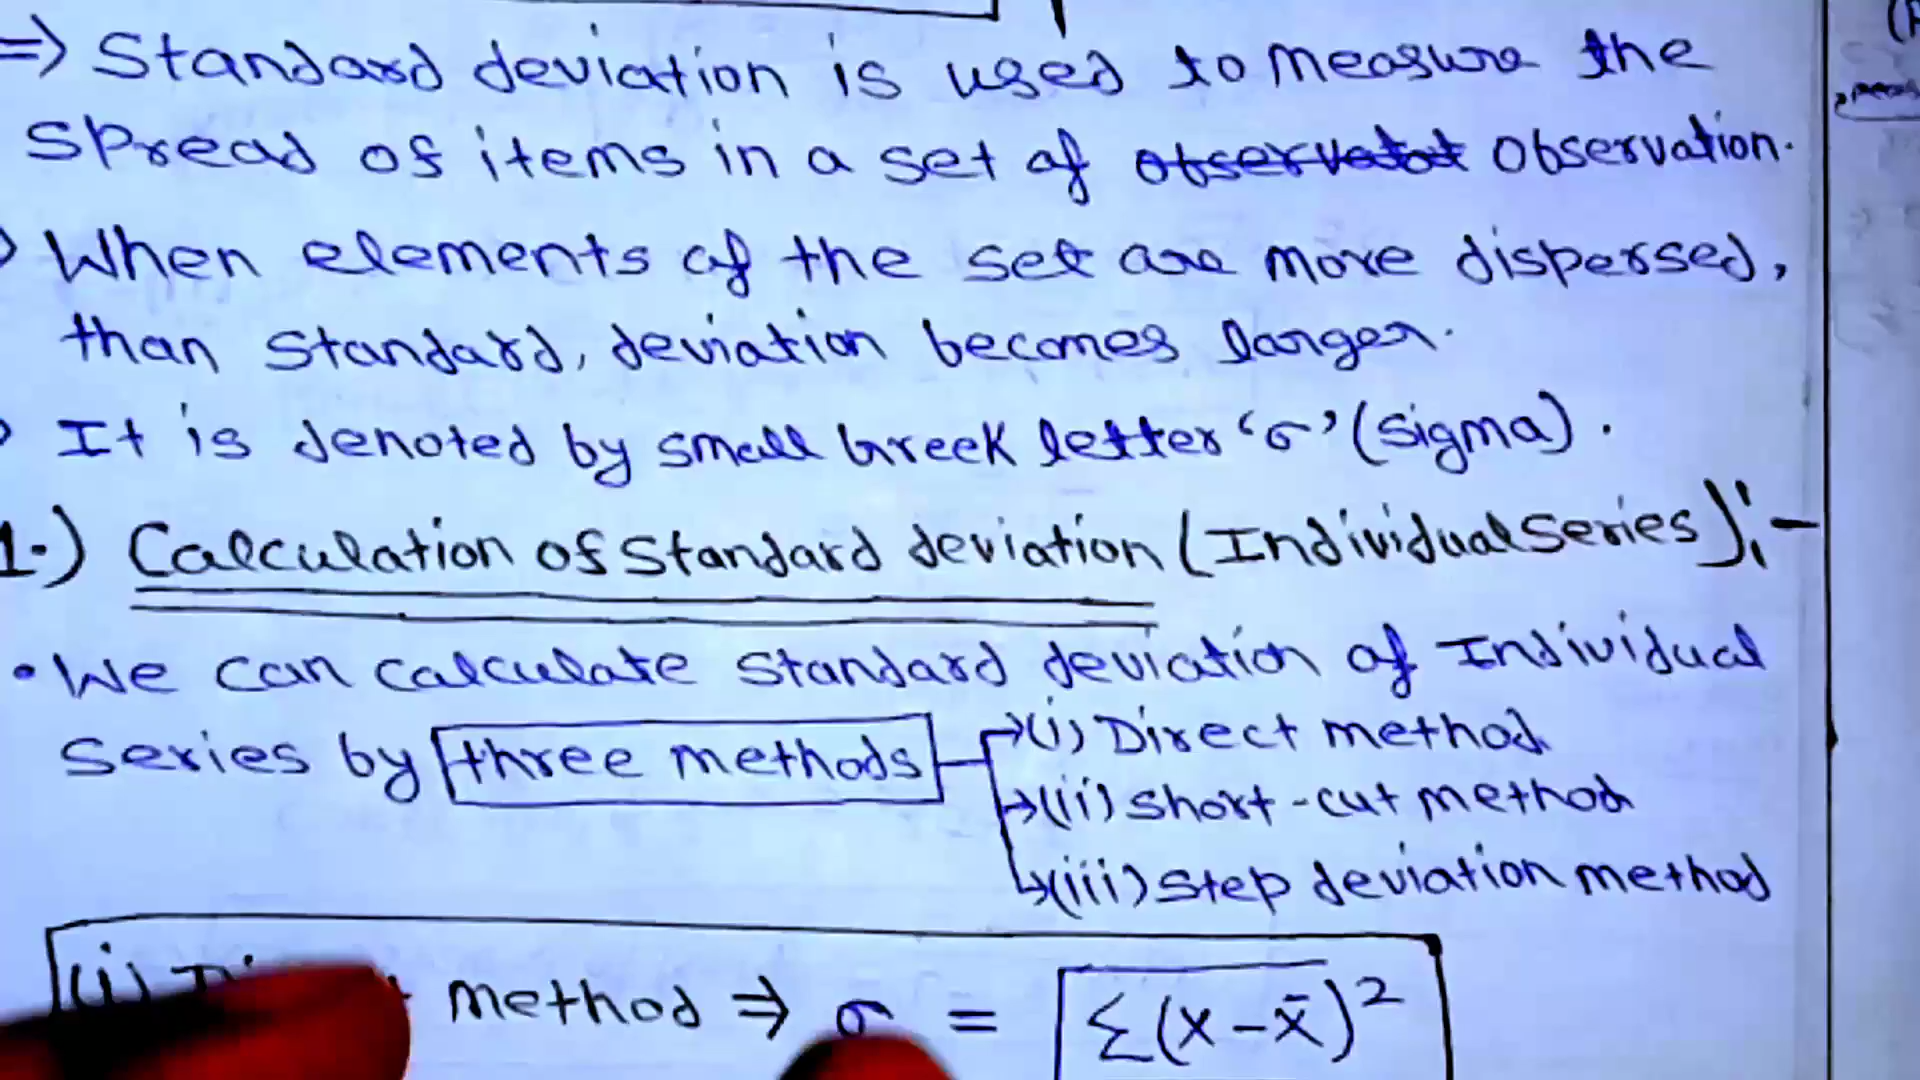 => Standard deviation is used to measure the
spread of items in a set of observation.
When elements of the set are more dispersed,
than standard, deviation becomes larger.
It is denoted by small Greek letter 'σ' (sigma).
1.) Calculation of Standard deviation (Individual Series):-
• We can calculate standard deviation of Individual
Series by three methods → (i) Direct method
→ (ii) short-cut method
→ (iii) Step deviation method
(i) method ⇒ σ = Σ(x-x̄)²